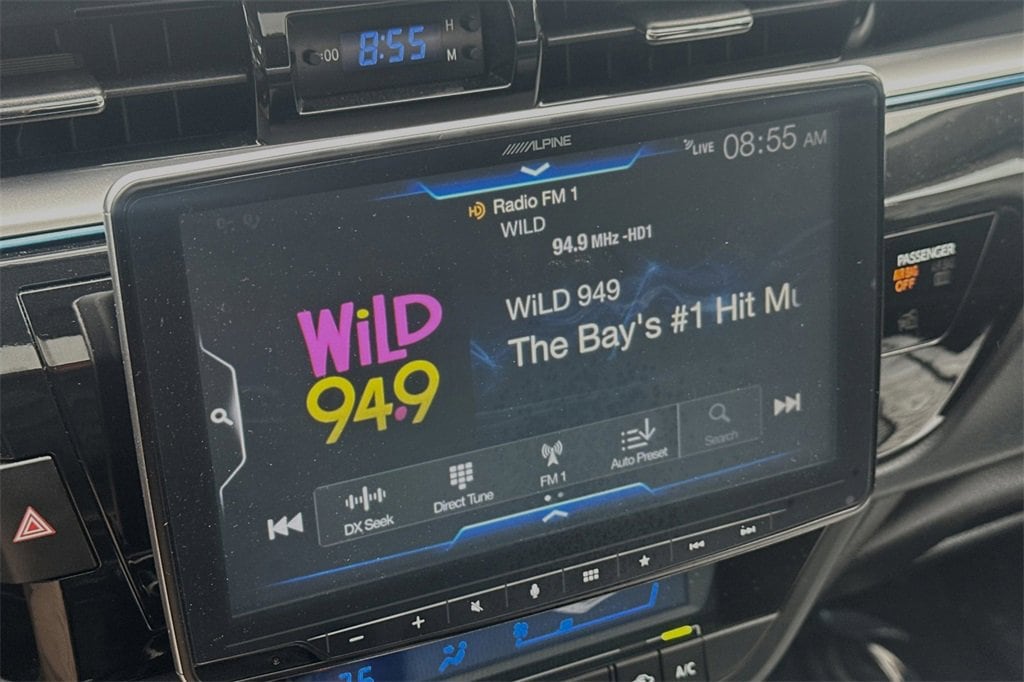 8:55
:00
H
M
ALPINE
LIVE
08:55 AM
HD Radio FM 1
WILD
94.9 MHz -HD1
WiLD 949
The Bay's #1 Hit Mu
WiLD
94.9
DX Seek
Direct Tune
FM 1
Auto Preset
Search
PASSENGER
AIR BAG
OFF
A/C